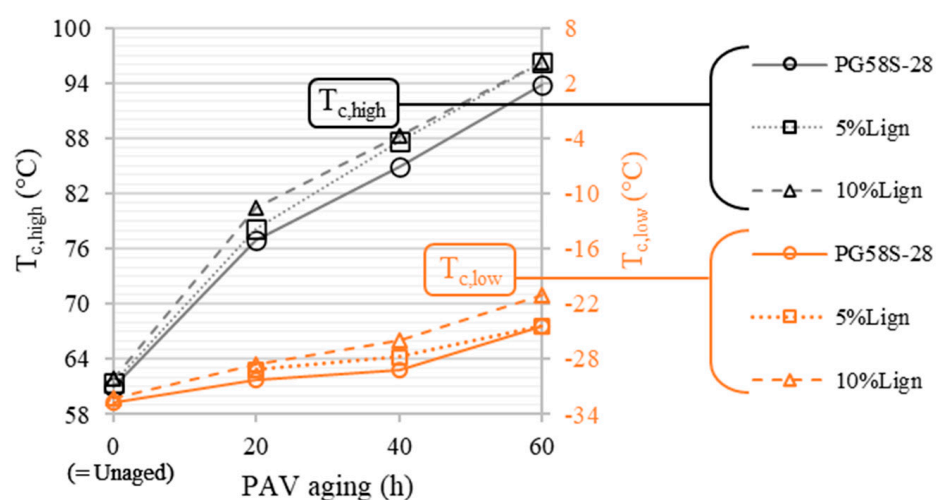 100
94
88
82
76
70
64
58
T_c,high (°C)
8
2
-4
-10
-16
-22
-28
-34
T_c,low (°C)
T_c,high
T_c,low
0
20
40
60
(= Unaged)
PAV aging (h)
PG58S-28
5%Lign
10%Lign
PG58S-28
5%Lign
10%Lign